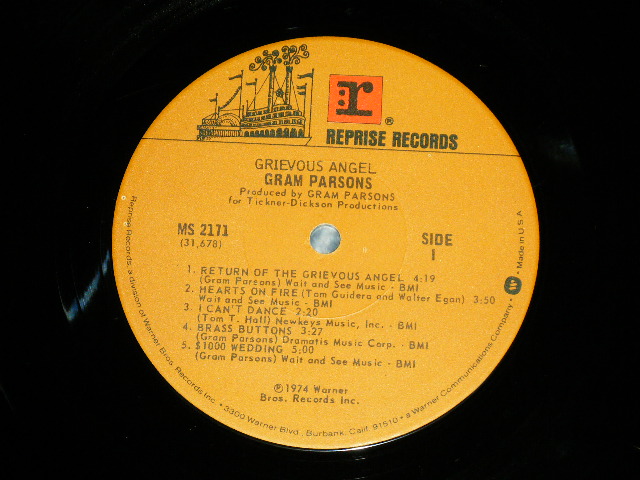 r
®
REPRISE RECORDS
GRIEVOUS ANGEL
GRAM PARSONS
Produced by GRAM PARSONS
for Tickner-Dickson Productions
MS 2171
(31,678)
SIDE
1
1. RETURN OF THE GRIEVOUS ANGEL 4:19
(Gram Parsons) Wait and See Music - BMI
2. HEARTS ON FIRE (Tom Guidera and Walter Egan) 3:50
Wait and See Music - BMI
3. I CAN'T DANCE 2:20
(Tom T. Hall) Newkeys Music, Inc. - BMI
4. BRASS BUTTONS 3:27
(Gram Parsons) Dramatis Music Corp. - BMI
5. $1000 WEDDING 5:00
(Gram Parsons) Wait and See Music - BMI
℗ 1974 Warner
Bros. Records Inc.
Reprise Records, a division of Warner Bros. Records Inc. • 3300 Warner Blvd., Burbank, Calif. 91510 • a Warner Communications Company • W • Made in U.S.A.